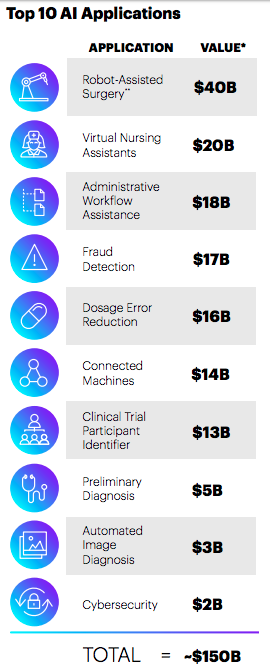 Top 10 AI Applications
APPLICATION VALUE*
Robot-Assisted
Surgery** $40B
Virtual Nursing
Assistants $20B
Administrative
Workflow
Assistance $18B
Fraud
Detection $17B
Dosage Error
Reduction $16B
Connected
Machines $14B
Clinical Trial
Participant
Identifier $13B
Preliminary
Diagnosis $5B
Automated
Image
Diagnosis $3B
Cybersecurity $2B
TOTAL = ~$150B